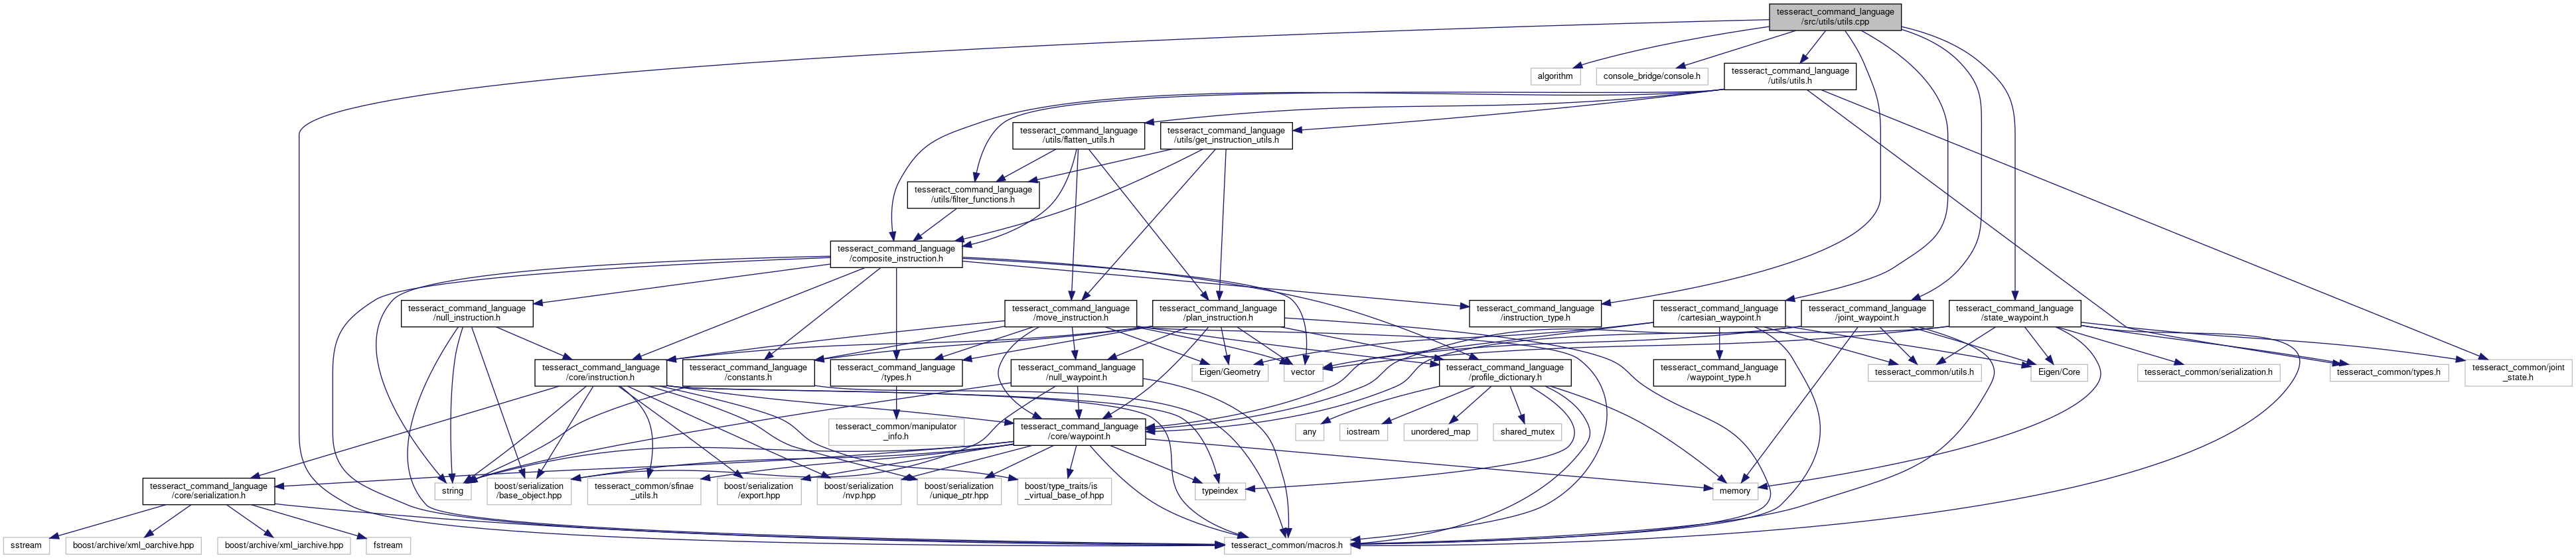 tesseract_command_language
/src/utils/utils.cpp
algorithm
console_bridge/console.h
tesseract_command_language
/utils/utils.h
tesseract_command_language
/utils/flatten_utils.h
tesseract_command_language
/utils/get_instruction_utils.h
tesseract_command_language
/utils/filter_functions.h
tesseract_command_language
/composite_instruction.h
tesseract_command_language
/null_instruction.h
tesseract_command_language
/move_instruction.h
tesseract_command_language
/plan_instruction.h
tesseract_command_language
/instruction_type.h
tesseract_command_language
/cartesian_waypoint.h
tesseract_command_language
/joint_waypoint.h
tesseract_command_language
/state_waypoint.h
tesseract_command_language
/core/instruction.h
tesseract_command_language
/constants.h
tesseract_command_language
/types.h
tesseract_command_language
/null_waypoint.h
Eigen/Geometry
vector
tesseract_command_language
/profile_dictionary.h
tesseract_command_language
/waypoint_type.h
tesseract_common/utils.h
Eigen/Core
tesseract_common/serialization.h
tesseract_common/types.h
tesseract_common/joint
_state.h
tesseract_common/manipulator
_info.h
tesseract_command_language
/core/waypoint.h
any
iostream
unordered_map
shared_mutex
tesseract_command_language
/core/serialization.h
string
boost/serialization
/base_object.hpp
tesseract_common/sfinae
_utils.h
boost/serialization
/export.hpp
boost/serialization
/nvp.hpp
boost/serialization
/unique_ptr.hpp
boost/type_traits/is
_virtual_base_of.hpp
typeindex
memory
sstream
boost/archive/xml_oarchive.hpp
boost/archive/xml_iarchive.hpp
fstream
tesseract_common/macros.h